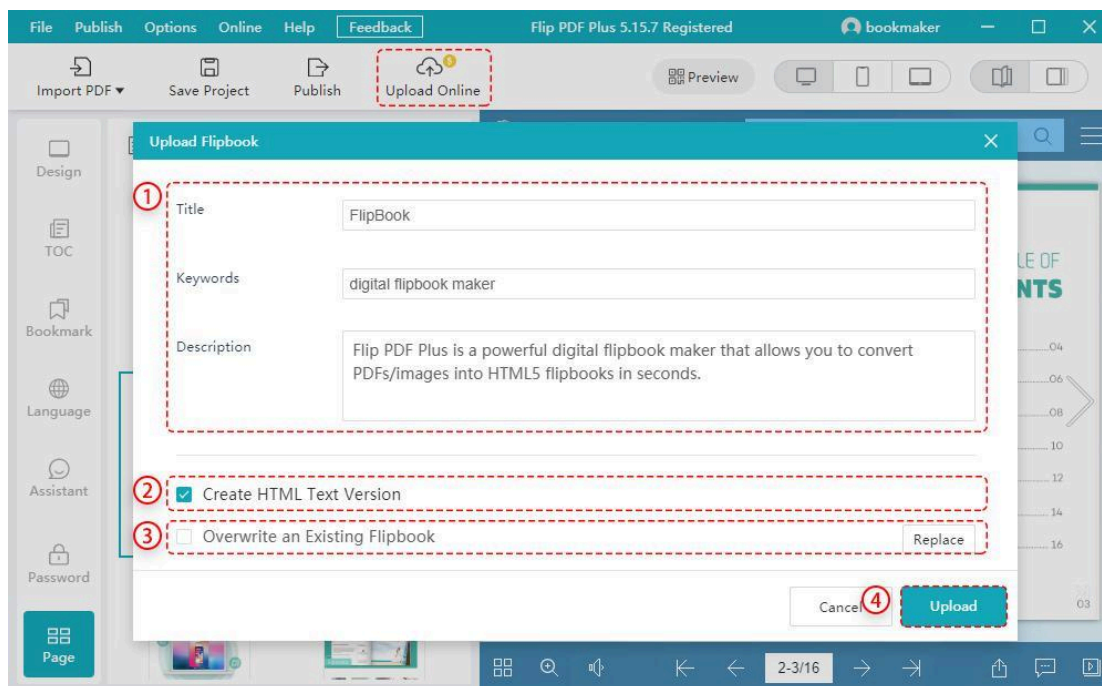 File Publish Options Online Help Feedback Flip PDF Plus 5.15.7 Registered bookmaker
Import PDF Save Project Publish Upload Online Preview
Design
TOC
Bookmark
Language
Assistant
Password
Page
Upload Flipbook
1
Title FlipBook
Keywords digital flipbook maker
Description Flip PDF Plus is a powerful digital flipbook maker that allows you to convert
PDFs/images into HTML5 flipbooks in seconds.
2 Create HTML Text Version
3 Overwrite an Existing Flipbook Replace
Cancel 4 Upload
LE OF
NTS
04
06
08
10
12
14
16
03
2-3/16